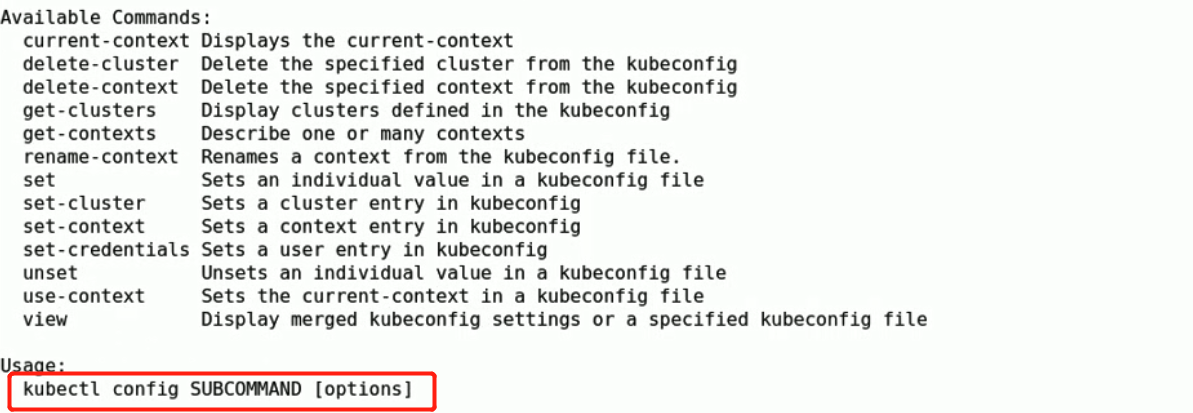 Available Commands:
current-context Displays the current-context
delete-cluster Delete the specified cluster from the kubeconfig
delete-context Delete the specified context from the kubeconfig
get-clusters Display clusters defined in the kubeconfig
get-contexts Describe one or many contexts
rename-context Renames a context from the kubeconfig file.
set Sets an individual value in a kubeconfig file
set-cluster Sets a cluster entry in kubeconfig
set-context Sets a context entry in kubeconfig
set-credentials Sets a user entry in kubeconfig
unset Unsets an individual value in a kubeconfig file
use-context Sets the current-context in a kubeconfig file
view Display merged kubeconfig settings or a specified kubeconfig file
Usage:
kubectl config SUBCOMMAND [options]